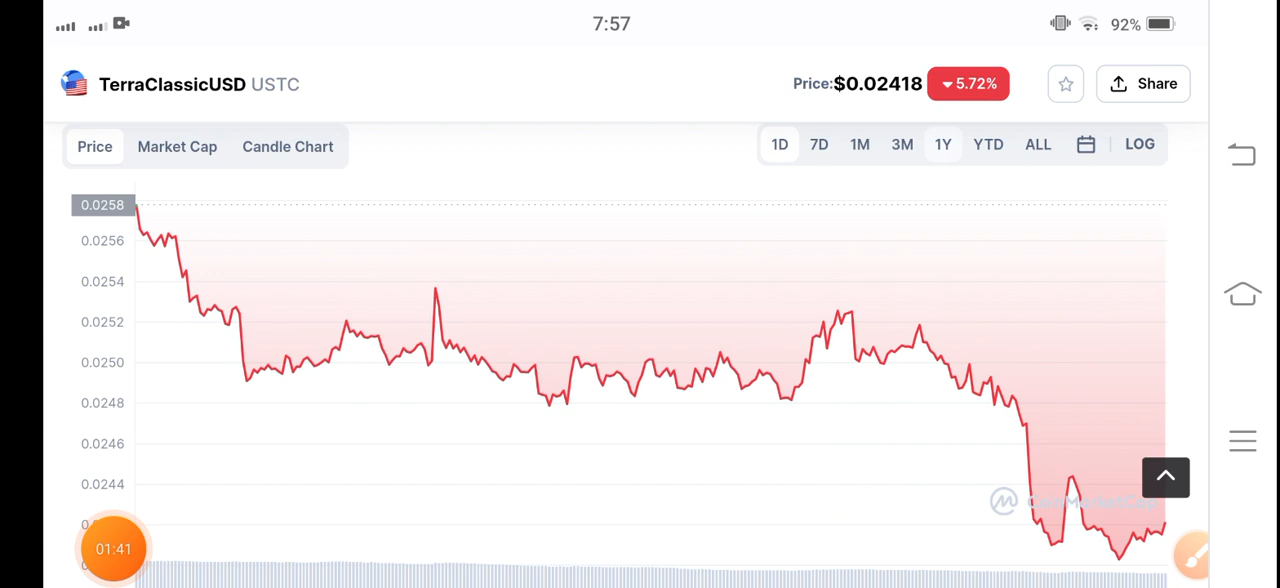 7:57
92%
TerraClassicUSD USTC
Price:$0.02418 5.72%
Share
Price Market Cap Candle Chart
1D 7D 1M 3M 1Y YTD ALL LOG
0.0258
0.0256
0.0254
0.0252
0.0250
0.0248
0.0246
0.0244
CoinMarketCap
01:41